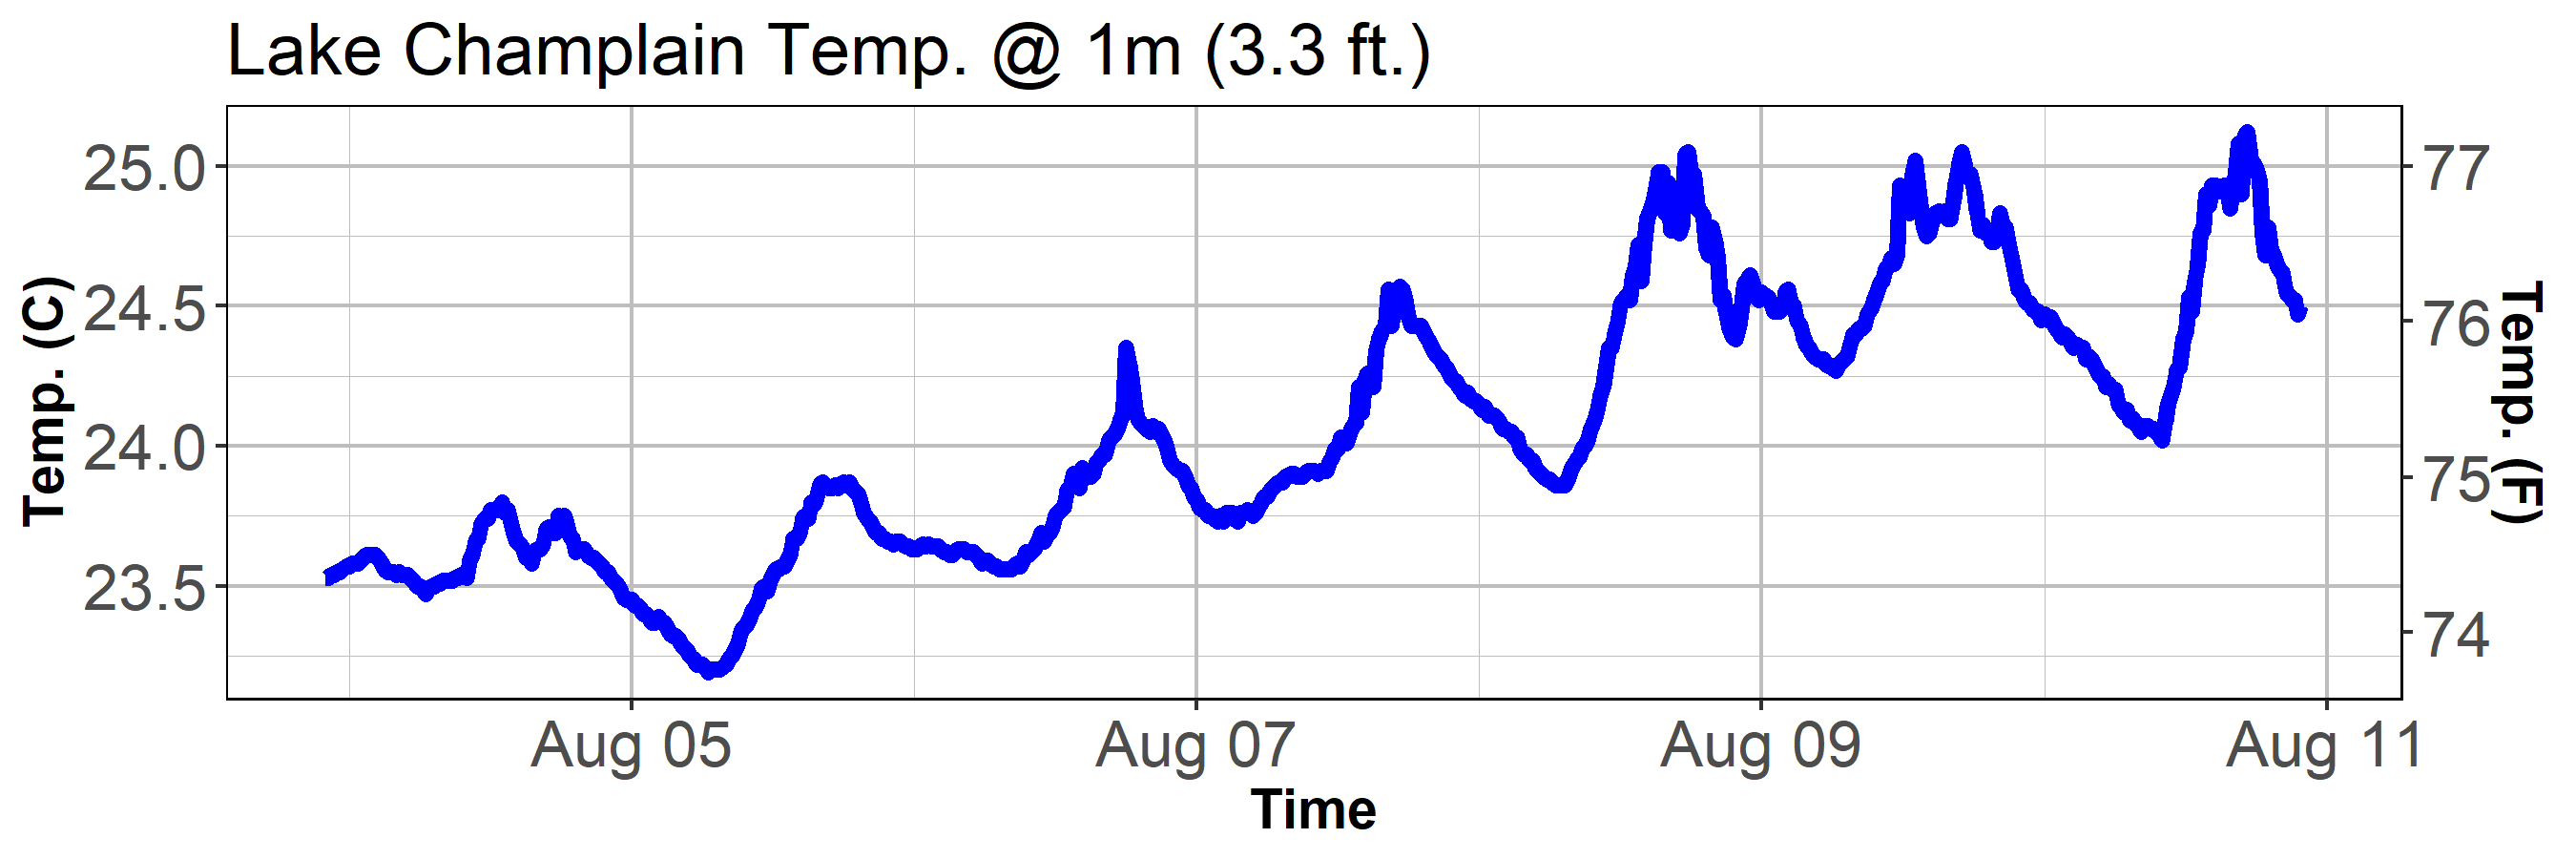 Lake Champlain Temp. @ 1m (3.3 ft.)
Temp. (C)
25.0
24.5
24.0
23.5
77
76
75
74
Temp. (F)
Aug 05 Aug 07 Aug 09 Aug 11
Time